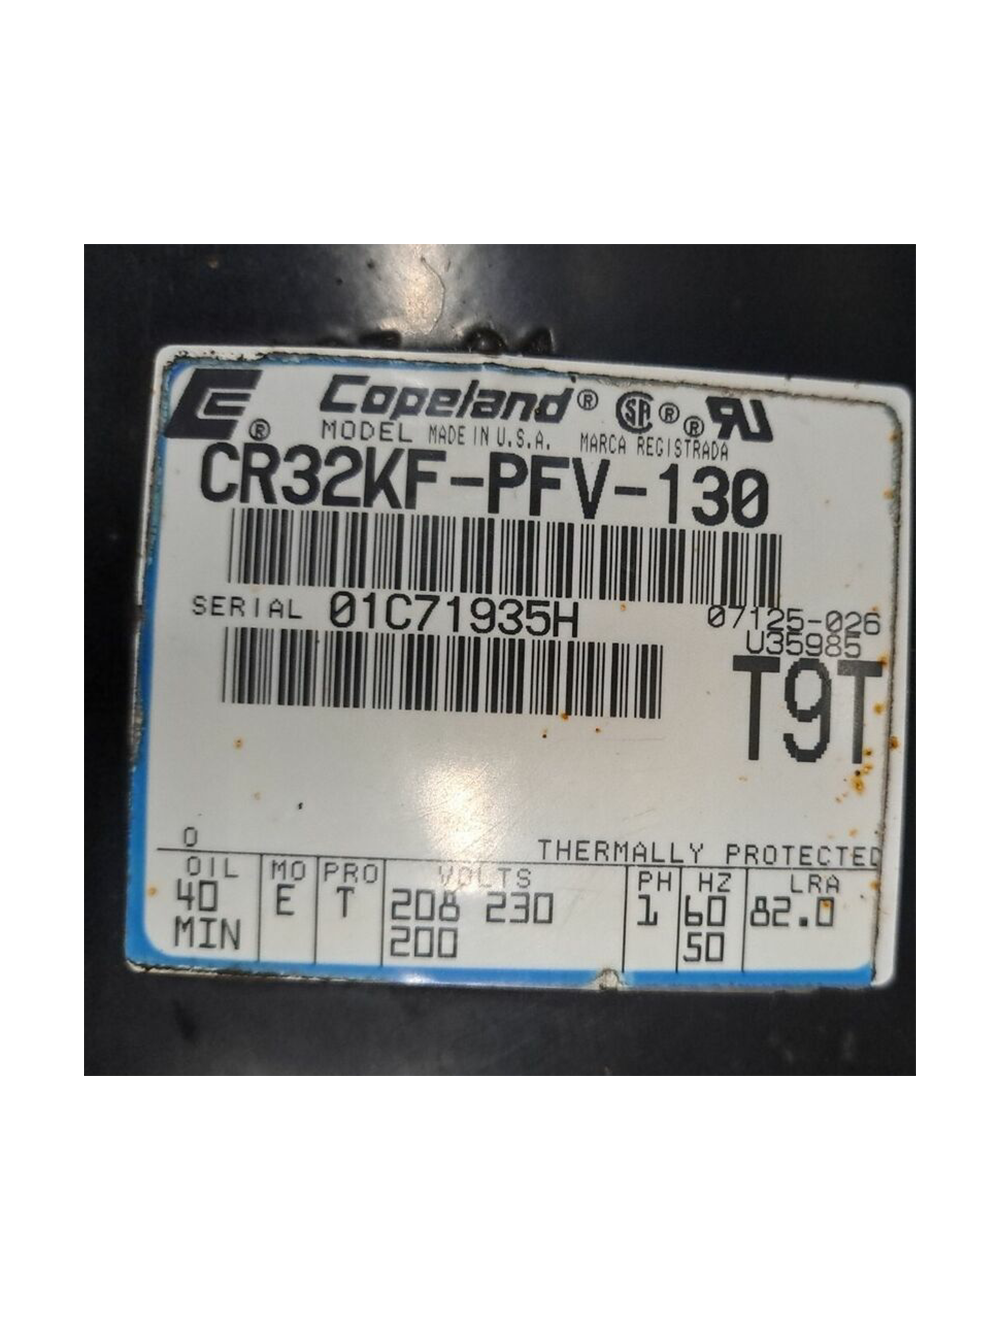 Copeland® ® ®
® MODEL MADE IN U.S.A. MARCA REGISTRADA
CR32KF-PFV-130
SERIAL 01C71935H 07125-026
U35985
T9T
0 THERMALLY PROTECTED
OIL MO PRO VOLTS PH HZ LRA
40 E T 208 230 1 60 82.0
MIN 200 50